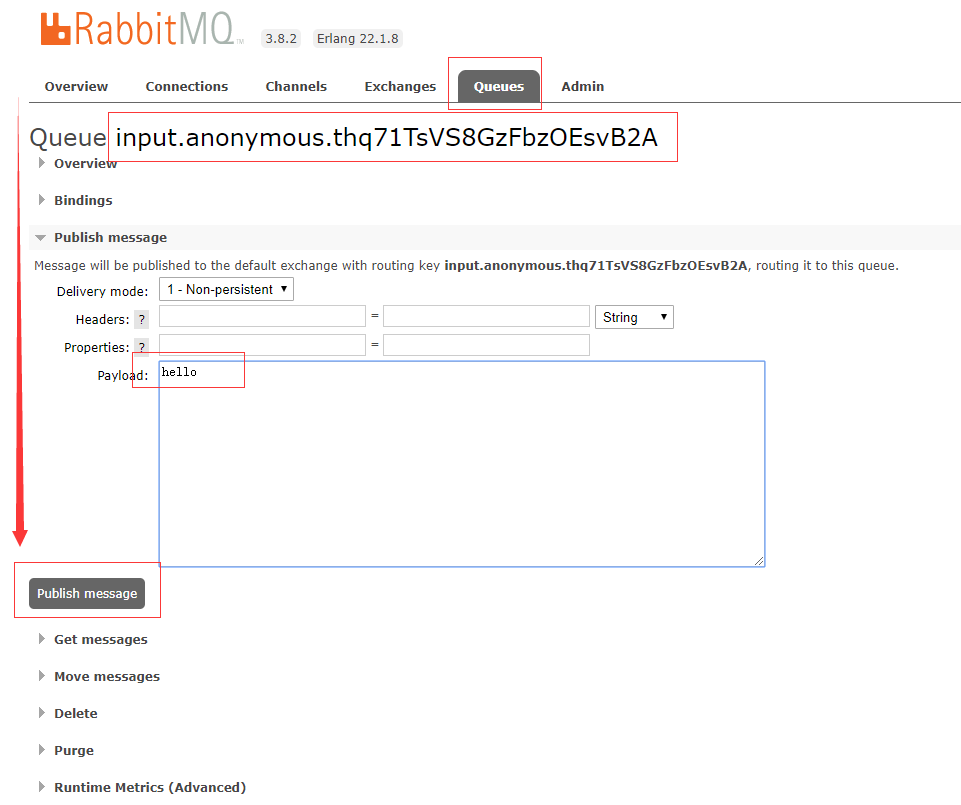 RabbitMQ TM 3.8.2 Erlang 22.1.8
Overview Connections Channels Exchanges Queues Admin
Queue input.anonymous.thq71TsVS8GzFbzOEsvB2A
Overview
Bindings
Publish message
Message will be published to the default exchange with routing key input.anonymous.thq71TsVS8GzFbzOEsvB2A, routing it to this queue.
Delivery mode: 1 - Non-persistent
Headers: ? = String
Properties: ? =
Payload: hello
Publish message
Get messages
Move messages
Delete
Purge
Runtime Metrics (Advanced)